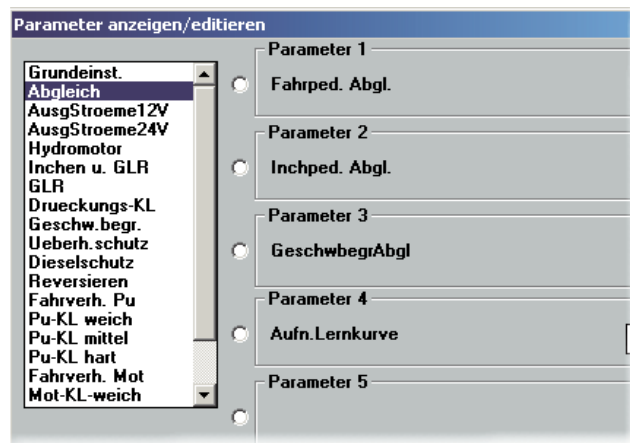 Parameter anzeigen/editieren
Grundeinst.
Abgleich
AusgStroeme12V
AusgStroeme24V
Hydromotor
Inchen u. GLR
GLR
Drueckungs-KL
Geschw.begr.
Ueberh.schutz
Dieselschutz
Reversieren
Fahrverh. Pu
Pu-KL weich
Pu-KL mittel
Pu-KL hart
Fahrverh. Mot
Mot-KL-weich
Parameter 1
Fahrped. Abgl.
Parameter 2
Inchped. Abgl.
Parameter 3
GeschwbegrAbgl
Parameter 4
Aufn.Lernkurve
Parameter 5